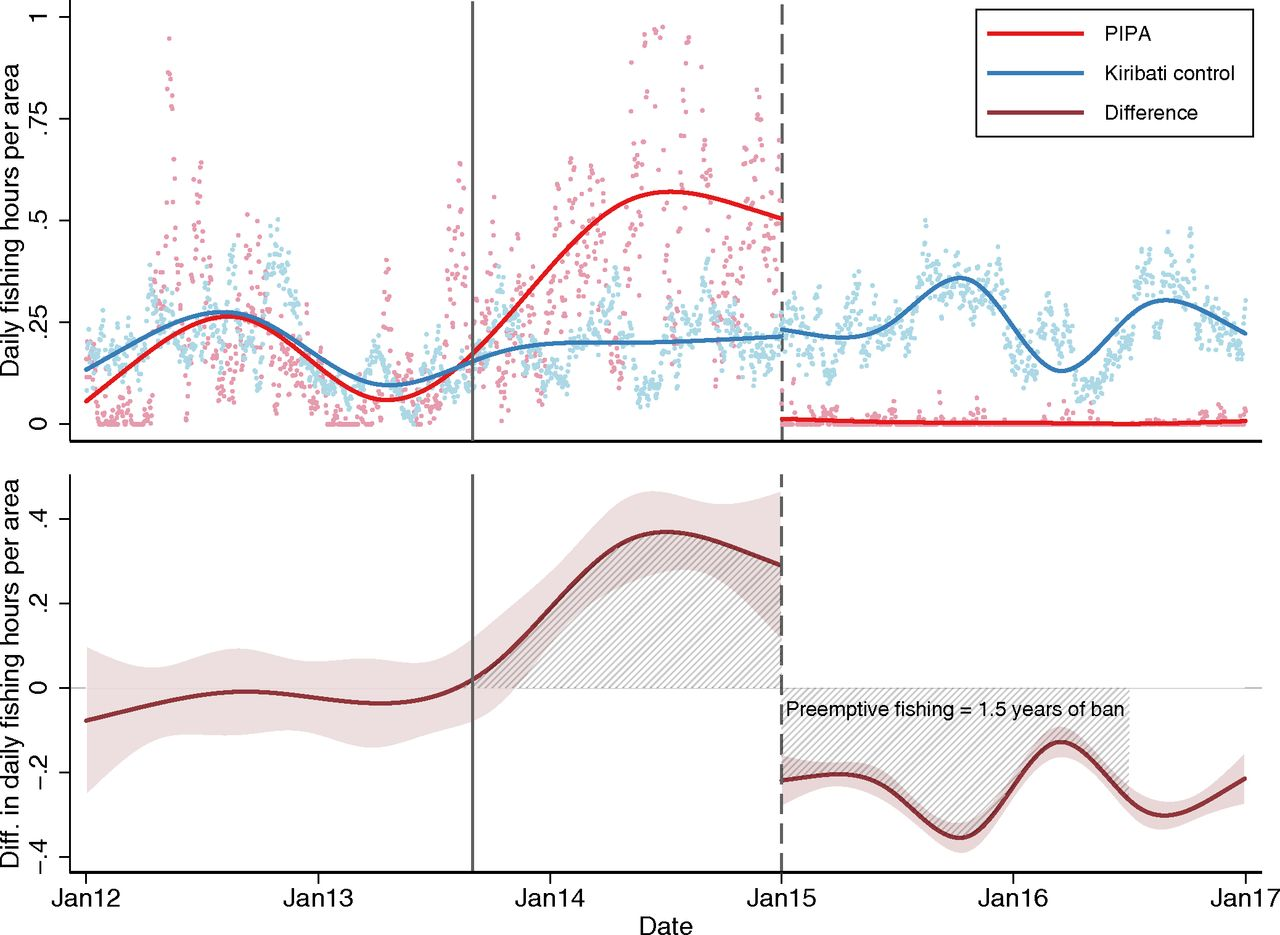 Daily fishing hours per area
1
.75
.5
.25
0
PIPA
Kiribati control
Difference
Diff. in daily fishing hours per area
.4
.2
0
−.2
−.4
Preemptive fishing = 1.5 years of ban
Jan12
Jan13
Jan14
Jan15
Jan16
Jan17
Date